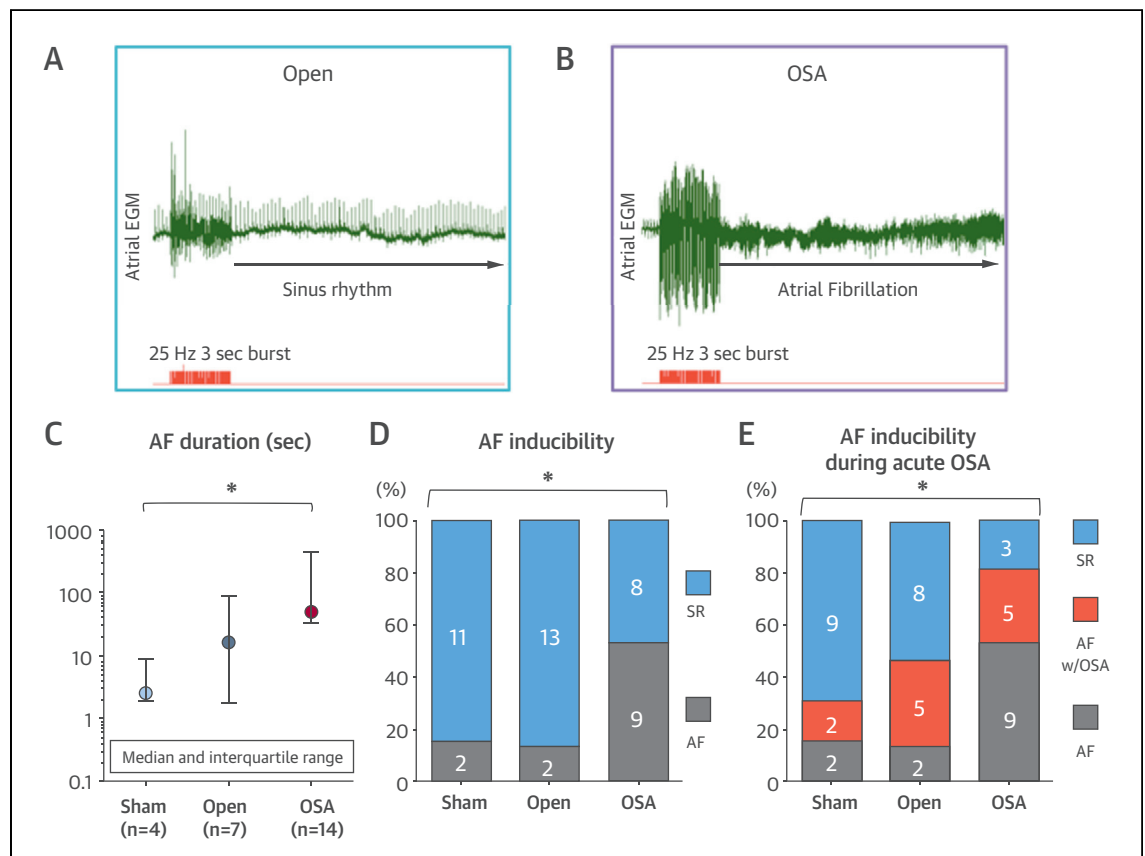 A
Open
Atrial EGM
Sinus rhythm
25 Hz 3 sec burst
B
OSA
Atrial EGM
Atrial Fibrillation
25 Hz 3 sec burst
C
AF duration (sec)
*
1000
100
10
1
0.1
Median and interquartile range
Sham Open OSA
(n=4) (n=7) (n=14)
D
AF inducibility
(%)
*
100
80
60
40
20
0
11 13 8
2 2 9
Sham Open OSA
SR
AF
E
AF inducibility
during acute OSA
(%)
*
100
80
60
40
20
0
9 8 3
2 5 5
2 2 9
Sham Open OSA
SR
AF
w/OSA
AF